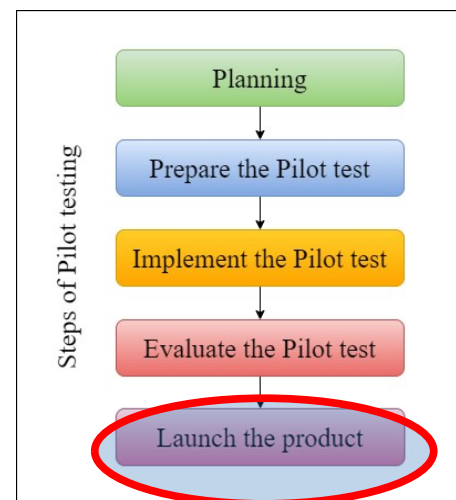 Steps of Pilot testing
Planning
Prepare the Pilot test
Implement the Pilot test
Evaluate the Pilot test
Launch the product